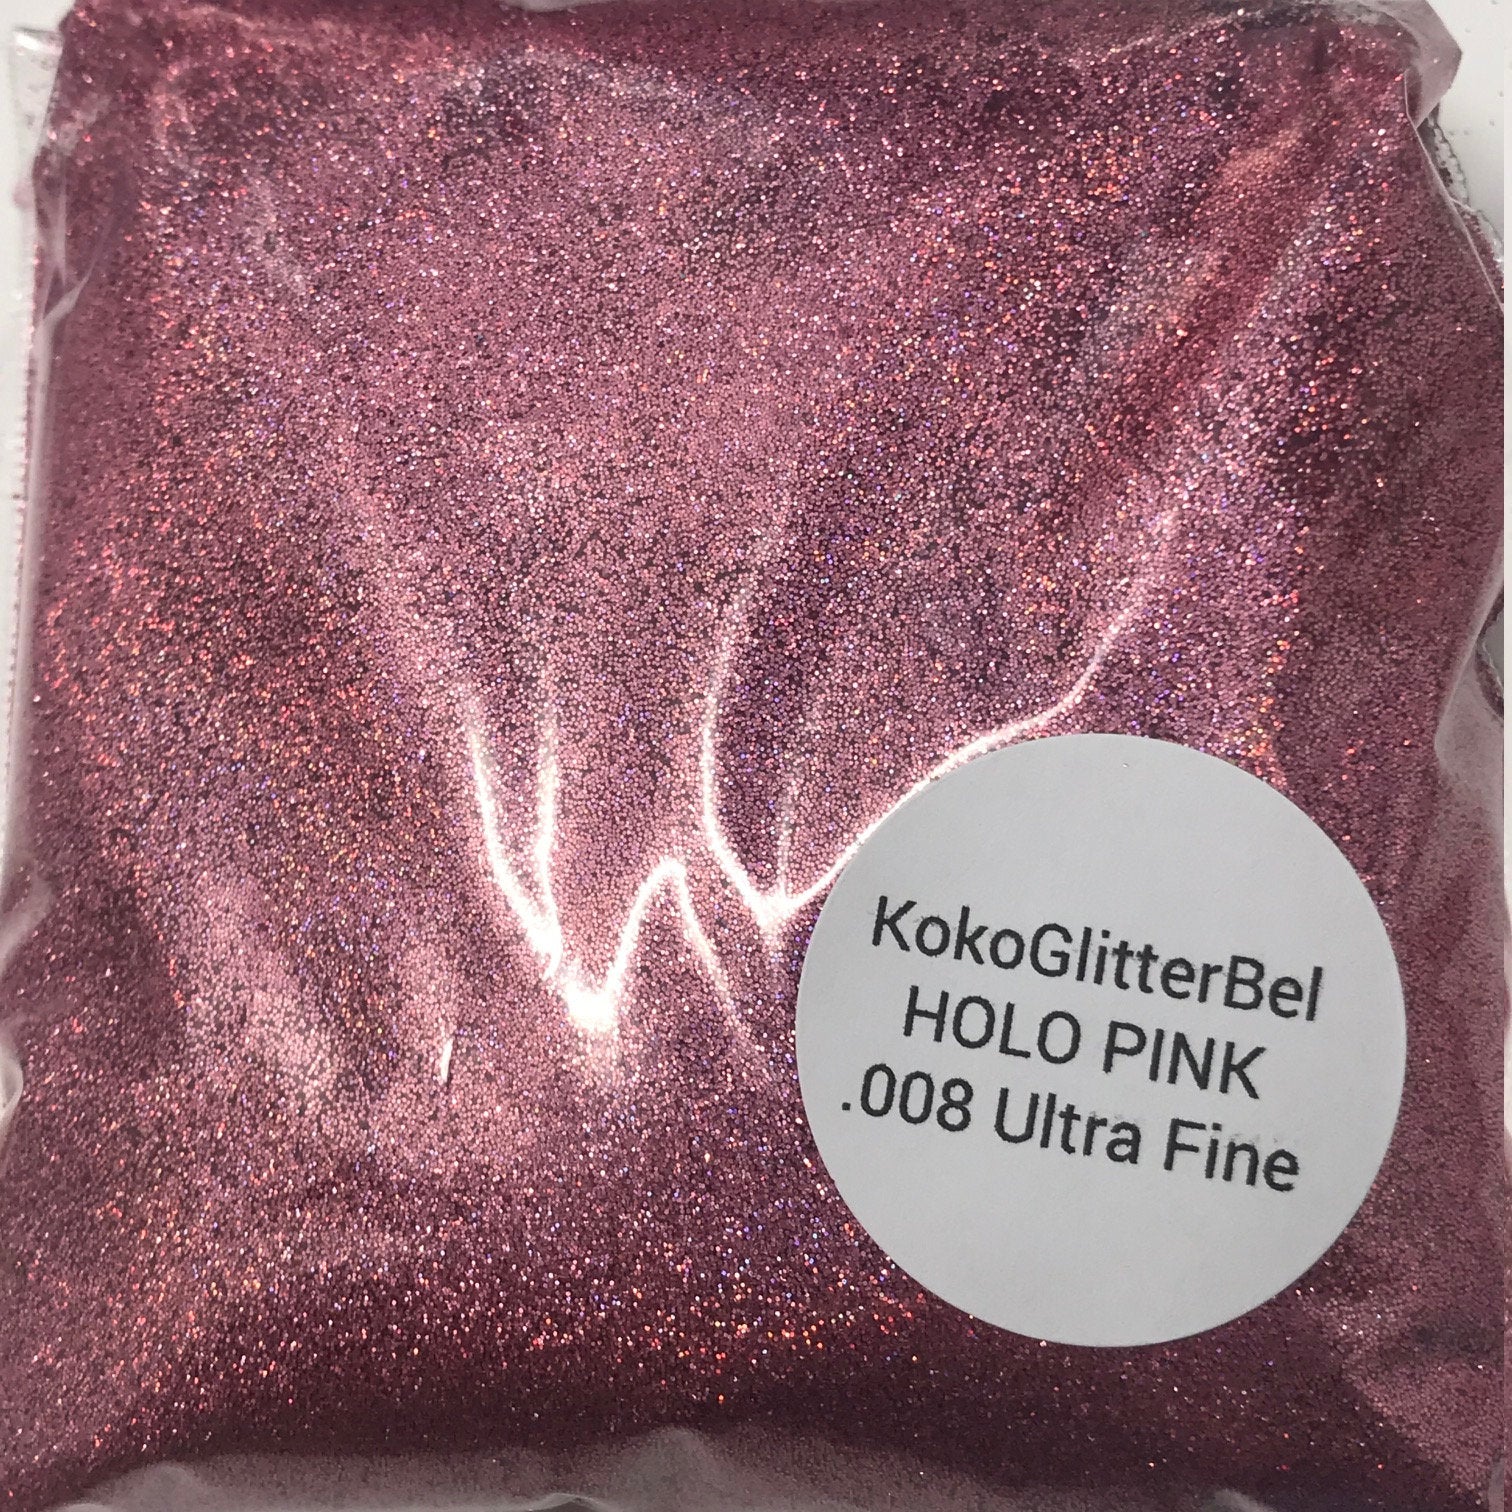 KokoGlitterBel
HOLO PINK
.008 Ultra Fine